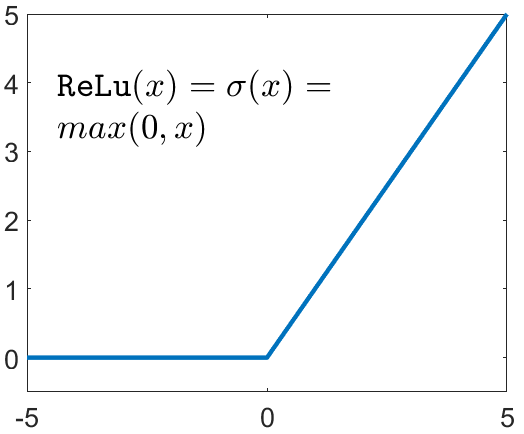 5
4
ReLu(x) = σ(x) =
max(0, x)
3
2
1
0
-5 0 5